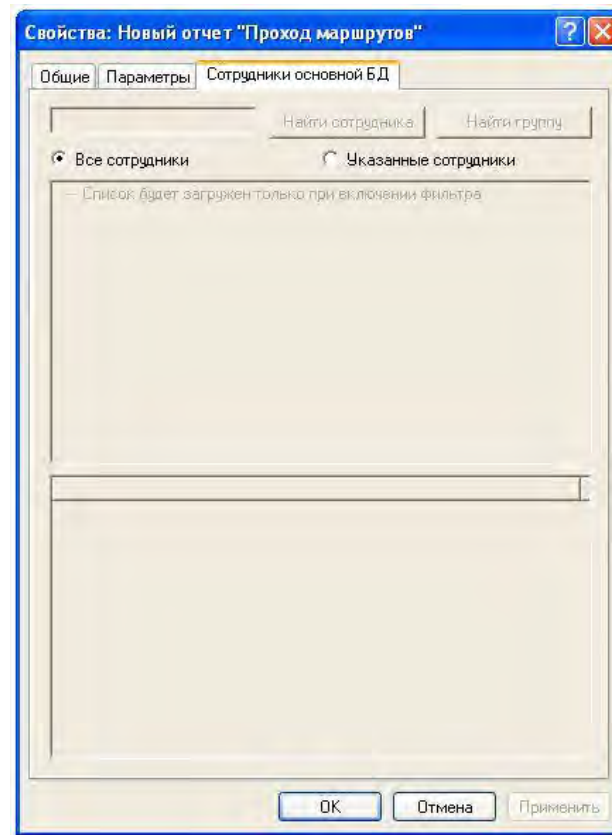 Свойства: Новый отчет "Проход маршрутов"
Общие Параметры Сотрудники основной БД
Найти сотрудника Найти группу
Все сотрудники Указанные сотрудники
Список будет загружен только при включении фильтра
OK Отмена Применить